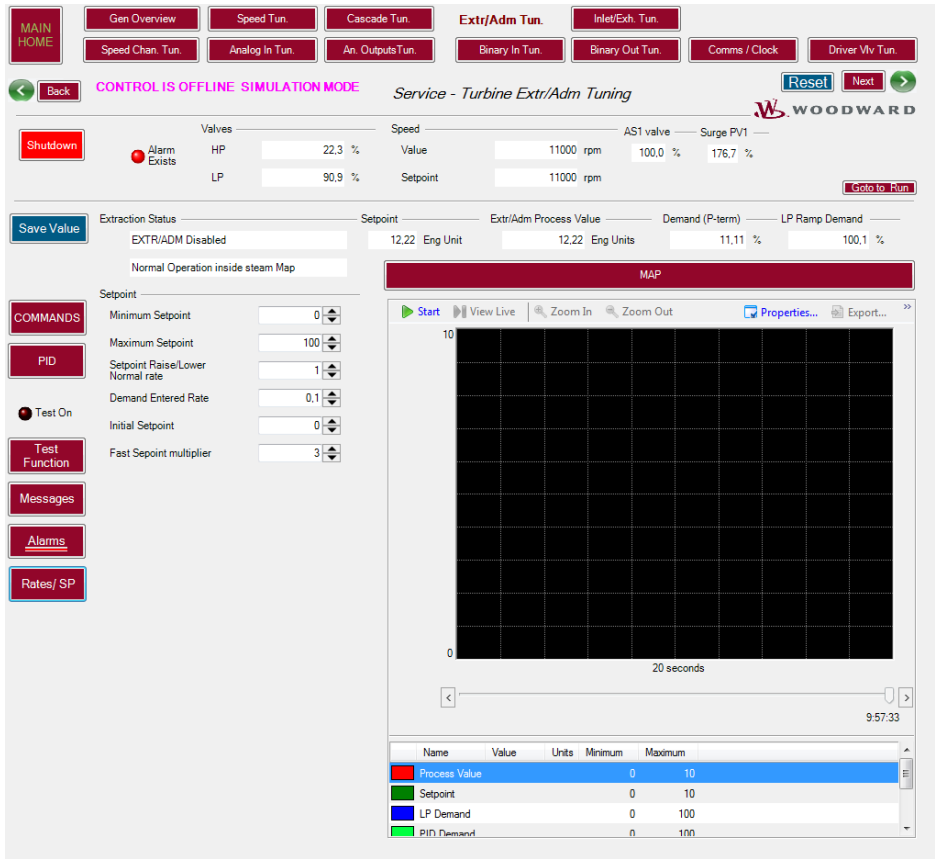 MAIN HOME
Gen Overview
Speed Tun.
Cascade Tun.
Extr/Adm Tun.
Inlet/Exh. Tun.
Speed Chan. Tun.
Analog In Tun.
An. OutputsTun.
Binary In Tun.
Binary Out Tun.
Comms / Clock
Driver Vlv Tun.
Back
CONTROL IS OFFLINE SIMULATION MODE
Service - Turbine Extr/Adm Tuning
Reset
Next
WOODWARD
Shutdown
Alarm Exists
Valves
HP 22,3 %
LP 90,9 %
Speed
Value 11000 rpm
Setpoint 11000 rpm
AS1 valve
100,0 %
Surge PV1
176,7 %
Goto to Run
Save Value
Extraction Status
EXTR/ADM Disabled
Normal Operation inside steam Map
Setpoint
12,22 Eng Unit
Extr/Adm Process Value
12,22 Eng Units
Demand (P-term)
11,11 %
LP Ramp Demand
100,1 %
MAP
COMMANDS
PID
Test On
Test Function
Messages
Alarms
Rates/ SP
Setpoint
Minimum Setpoint 0
Maximum Setpoint 100
Setpoint Raise/Lower
Normal rate 1
Demand Entered Rate 0,1
Initial Setpoint 0
Fast Sepoint multiplier 3
Start View Live Zoom In Zoom Out Properties... Export... »
10
0
20 seconds
9:57:33
Name Value Units Minimum Maximum
Process Value 0 10
Setpoint 0 10
LP Demand 0 100
PID Demand 0 100